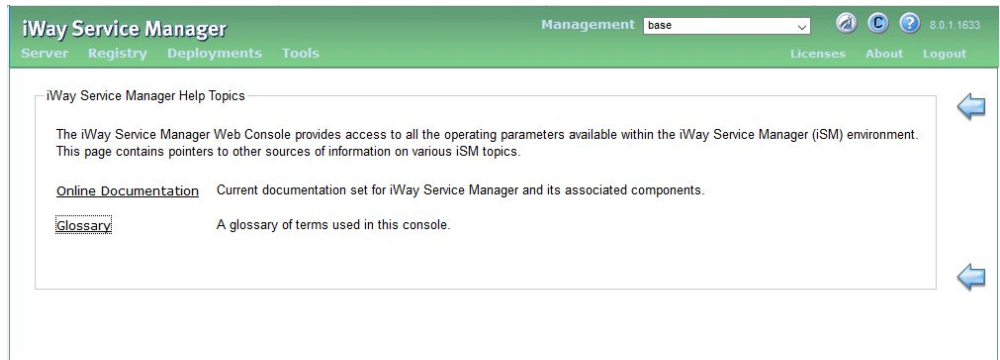 iWay Service Manager
Management base
8.0.1.1633
Server Registry Deployments Tools
Licenses About Logout
iWay Service Manager Help Topics
The iWay Service Manager Web Console provides access to all the operating parameters available within the iWay Service Manager (iSM) environment.
This page contains pointers to other sources of information on various iSM topics.
Online Documentation Current documentation set for iWay Service Manager and its associated components.
Glossary A glossary of terms used in this console.